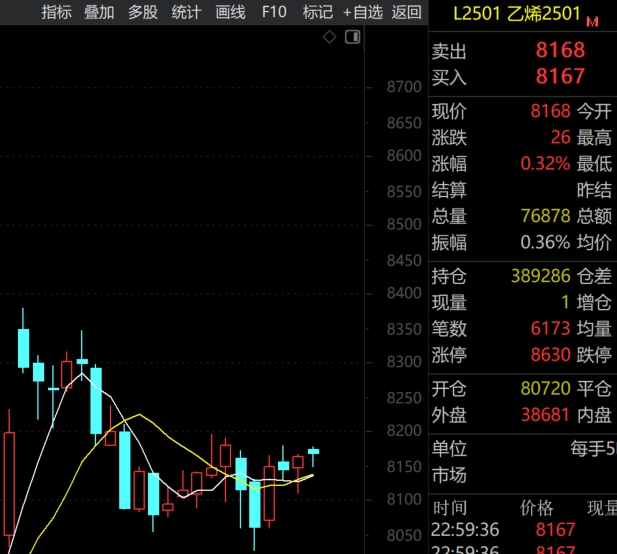 指标 叠加 多股 统计 画线 F10 标记 +自选 返回
L2501 乙烯2501 M
卖出 8168
买入 8167
现价 8168 今开
涨跌 26 最高
涨幅 0.32% 最低
结算 昨结
总量 76878 总额
振幅 0.36% 均价
持仓 389286 仓差
现量 1 增仓
笔数 6173 均量
涨停 8630 跌停
开仓 80720 平仓
外盘 38681 内盘
单位 每手5
市场
时间 价格 现量
22:59:36 8167
22:59:36 8167
8700
8650
8600
8550
8500
8450
8400
8350
8300
8250
8200
8150
8100
8050